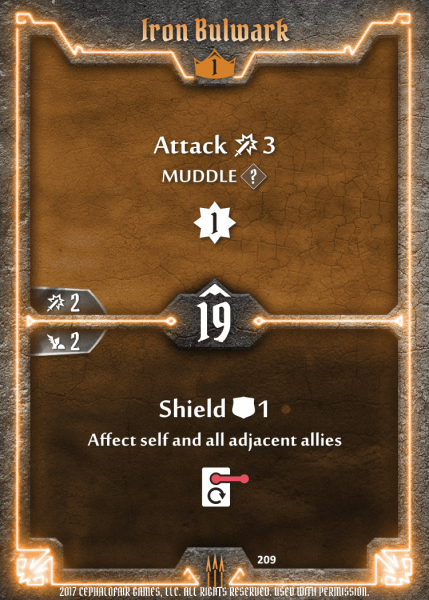 Iron Bulwark
1
Attack 3
MUDDLE ?
1
2
19
2
Shield 1
Affect self and all adjacent allies
209
2017 CEPHALOFAIR GAMES, LLC. ALL RIGHTS RESERVED. USED WITH PERMISSION.